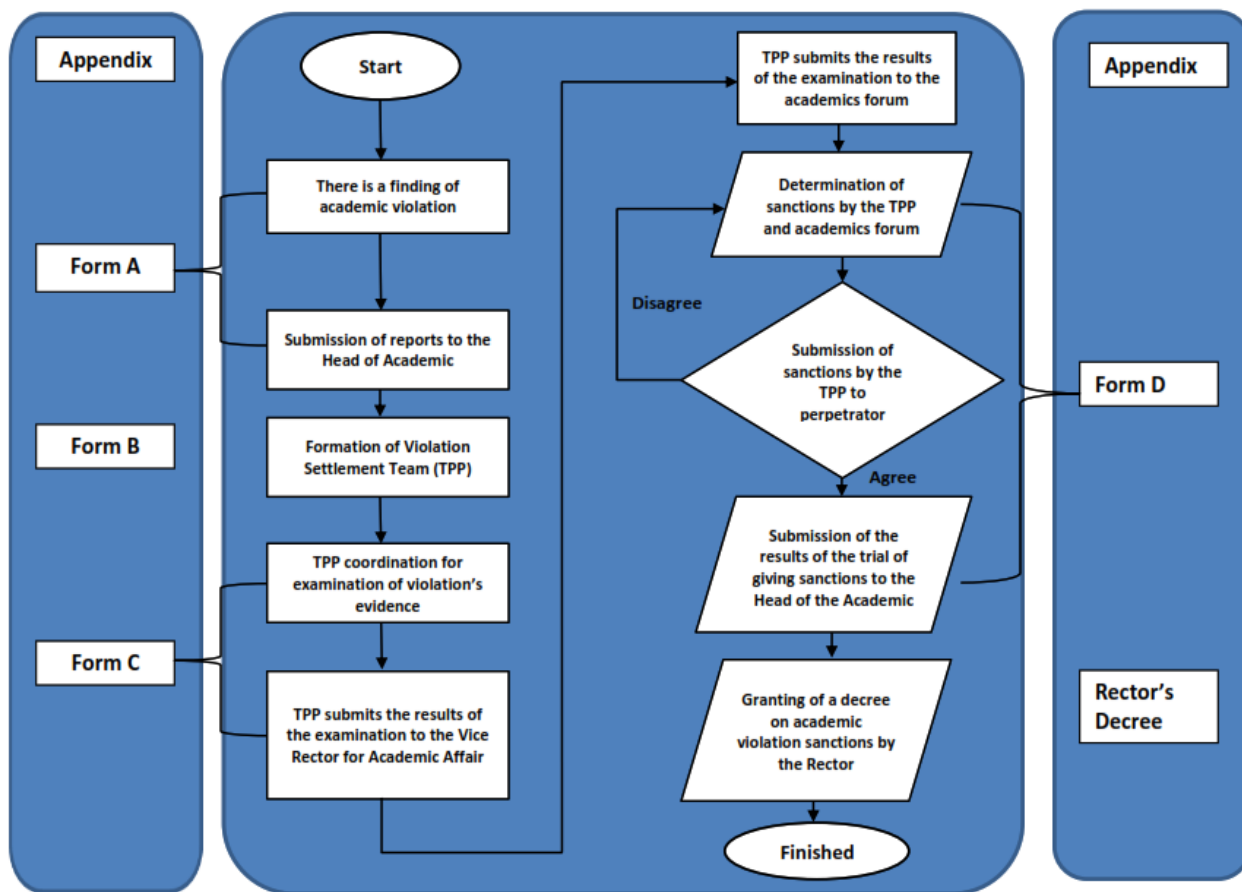 Appendix
Form A
Form B
Form C
Start
There is a finding of
academic violation
Submission of reports to the
Head of Academic
Formation of Violation
Settlement Team (TPP)
TPP coordination for
examination of violation's
evidence
TPP submits the results of
the examination to the Vice
Rector for Academic Affair
TPP submits the results
of the examination to the
academics forum
Determination of
sanctions by the TPP
and academics forum
Disagree
Submission of
sanctions by the
TPP to
perpetrator
Agree
Submission of the
results of the trial of
giving sanctions to the
Head of the Academic
Granting of a decree
on academic
violation sanctions by
the Rector
Finished
Appendix
Form D
Rector's
Decree